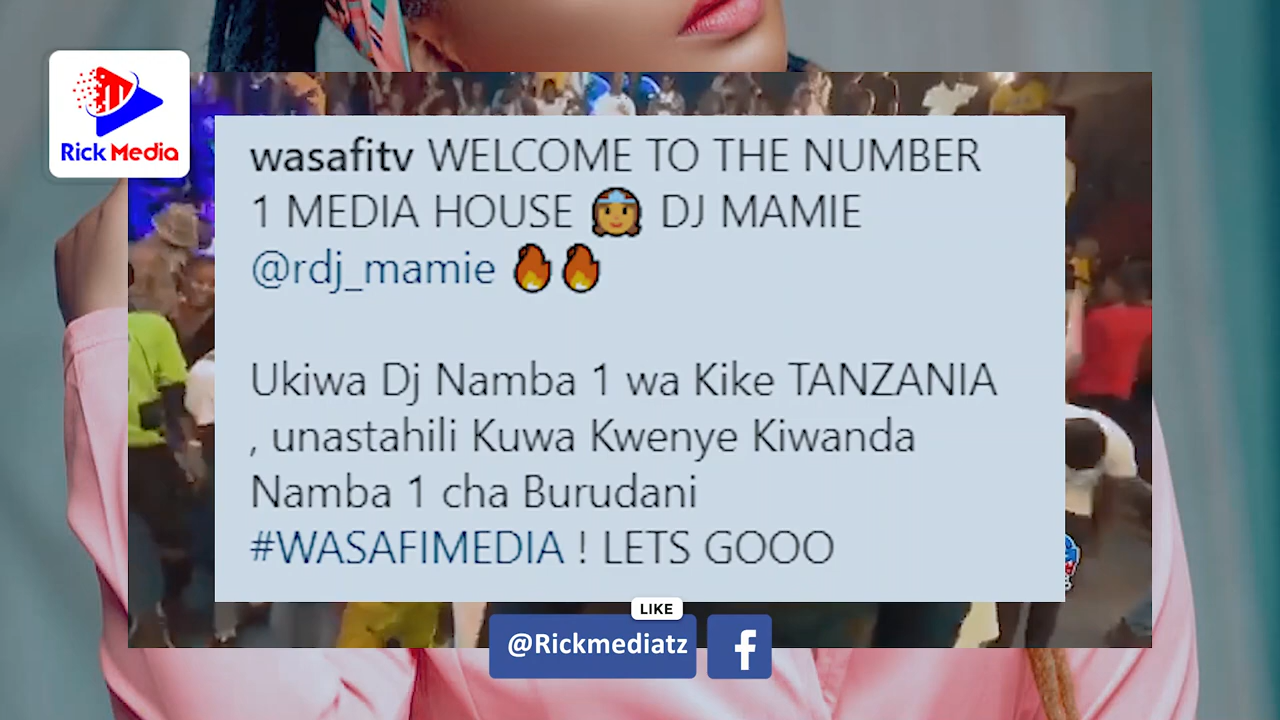 Rick Media
wasafitv WELCOME TO THE NUMBER
1 MEDIA HOUSE 👸🏾 DJ MAMIE
@rdj_mamie 🔥🔥
Ukiwa Dj Namba 1 wa Kike TANZANIA
, unastahili Kuwa Kwenye Kiwanda
Namba 1 cha Burudani
#WASAFIMEDIA ! LETS GOOO
LIKE
@Rickmediatz f